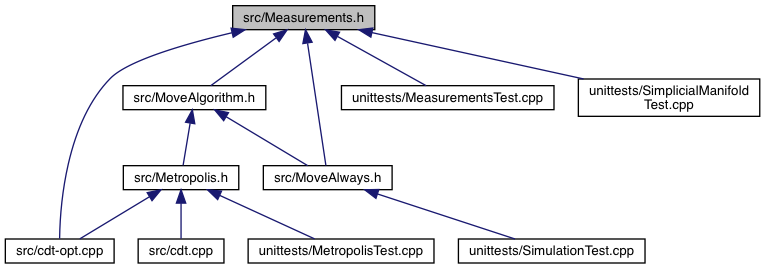 src/Measurements.h
src/MoveAlgorithm.h
unittests/MeasurementsTest.cpp
unittests/SimplicialManifold
Test.cpp
src/Metropolis.h
src/MoveAlways.h
src/cdt-opt.cpp
src/cdt.cpp
unittests/MetropolisTest.cpp
unittests/SimulationTest.cpp